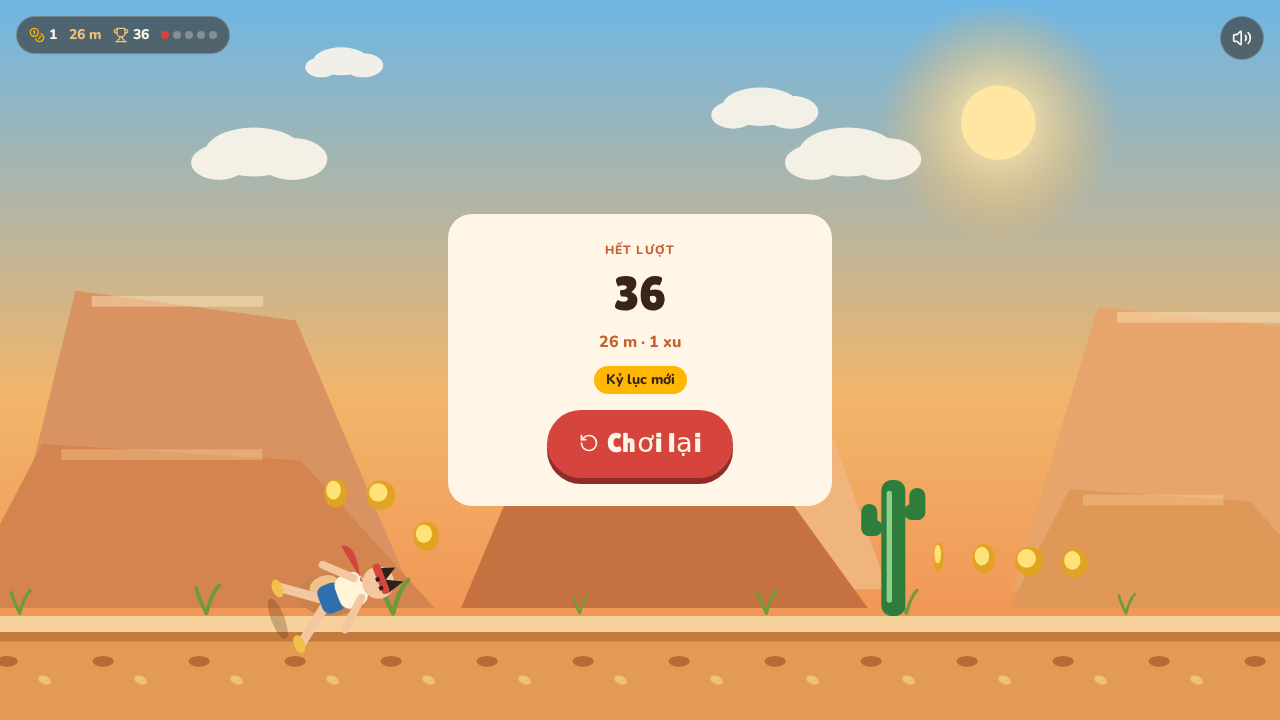 1 26 m 36
HẾT LƯỢT
36
26 m · 1 xu
Kỷ lục mới
Chơi lại